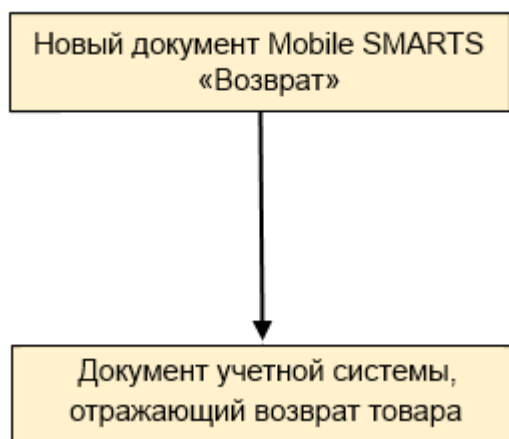 Новый документ Mobile SMARTS
«Возврат»
Документ учетной системы,
отражающий возврат товара